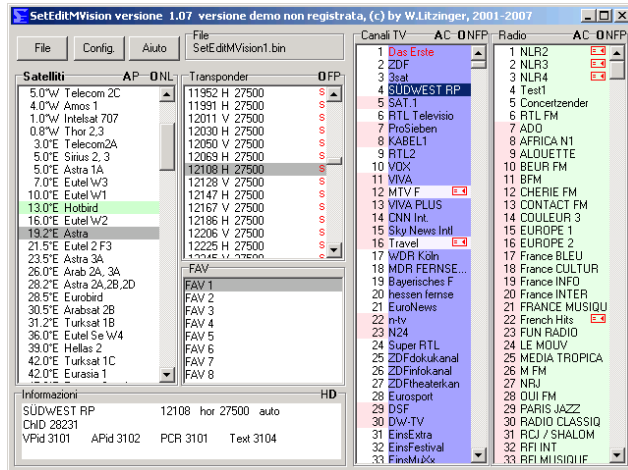 SetEditMVision versione 1.07 versione demo non registrata, (c) by W.Litzinger, 2001-2007
File
Config.
Aiuto
File
SetEditMVision1.bin
Satelliti AP ONL
5.0°W Telecom 2C
4.0°W Amos 1
1.0°W Intelsat 707
0.8°W Thor 2,3
3.0°E Telecom2A
5.0°E Sirius 2, 3
5.0°E Astra 1A
7.0°E Eutel W3
10.0°E Eutel W1
13.0°E Hotbird
16.0°E Eutel W2
19.2°E Astra
21.5°E Eutel 2 F3
23.5°E Astra 3A
26.0°E Arab 2A, 3A
28.2°E Astra 2A,2B,2D
28.5°E Eurobird
30.5°E Arabsat 2B
31.2°E Turksat 1B
36.0°E Eutel Se W4
39.0°E Hellas 2
42.0°E Turksat 1C
42.0°E Eurasia 1
Transponder OFP
11952 H 27500 S
11991 H 27500 S
12011 V 27500 S
12030 H 27500 S
12050 V 27500 S
12069 H 27500 S
12108 H 27500 S
12128 V 27500 S
12147 H 27500 S
12167 V 27500 S
12186 H 27500 S
12206 V 27500 S
12225 H 27500 S
12245 V 27500 S
FAV
FAV 1
FAV 2
FAV 3
FAV 4
FAV 5
FAV 6
FAV 7
FAV 8
Informazioni HD
SÜDWEST RP 12108 hor 27500 auto
ChID 28231
VPid 3101 APid 3102 PCR 3101 Text 3104
Canali TV AC ONFP
1 Das Erste
2 ZDF
3 3sat
4 SÜDWEST RP
5 SAT.1
6 RTL Televisio
7 ProSieben
8 KABEL1
9 RTL2
10 VOX
11 VIVA
12 MTV F
13 VIVA PLUS
14 CNN Int.
15 Sky News Intl
16 Travel
17 WDR Köln
18 MDR FERNSE...
19 Bayerisches F
20 hessen fernse
21 EuroNews
22 n-tv
23 N24
24 Super RTL
25 ZDFdokukanal
26 ZDFinfokanal
27 ZDFtheaterkan
28 Eurosport
29 DSF
30 DW-TV
31 EinsExtra
32 EinsFestival
33 EinsMuXx
Radio AC ONFP
1 NLR2
2 NLR3
3 NLR4
4 Test1
5 Concertzender
6 RTL FM
7 ADO
8 AFRICA N1
9 ALOUETTE
10 BEUR FM
11 BFM
12 CHERIE FM
13 CONTACT FM
14 COULEUR 3
15 EUROPE 1
16 EUROPE 2
17 France BLEU
18 France CULTUR
19 France INFO
20 France INTER
21 FRANCE MUSIQU
22 French Hits
23 FUN RADIO
24 LE MOUV
25 MEDIA TROPICA
26 M FM
27 NRJ
28 OUI FM
29 PARIS JAZZ
30 RADIO CLASSIQ
31 RCJ / SHALOM
32 RFI INT
33 RFI MUSIQUE